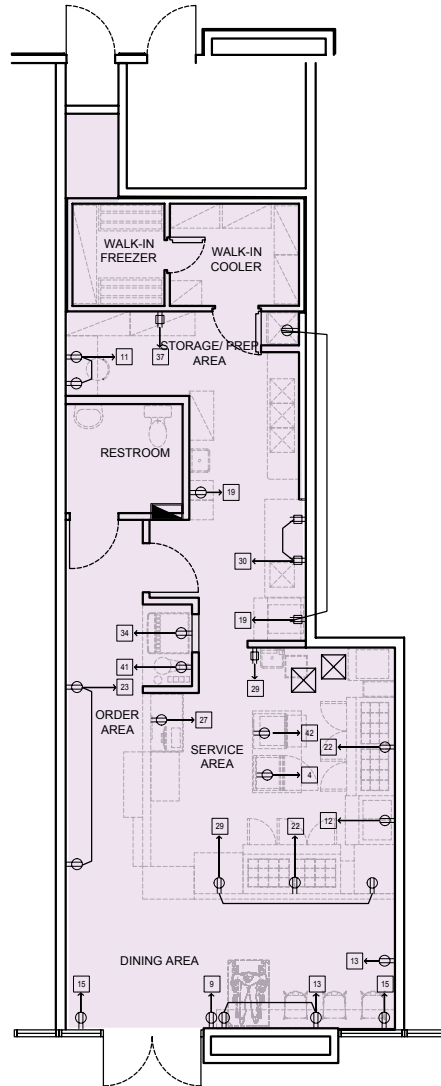 WALK-IN
FREEZER
WALK-IN
COOLER
STORAGE/ PREP
AREA
11
37
RESTROOM
19
30
19
34
41
23
29
ORDER
AREA
27
SERVICE
AREA
42
22
4
12
29
22
DINING AREA
13
15
9
13
15